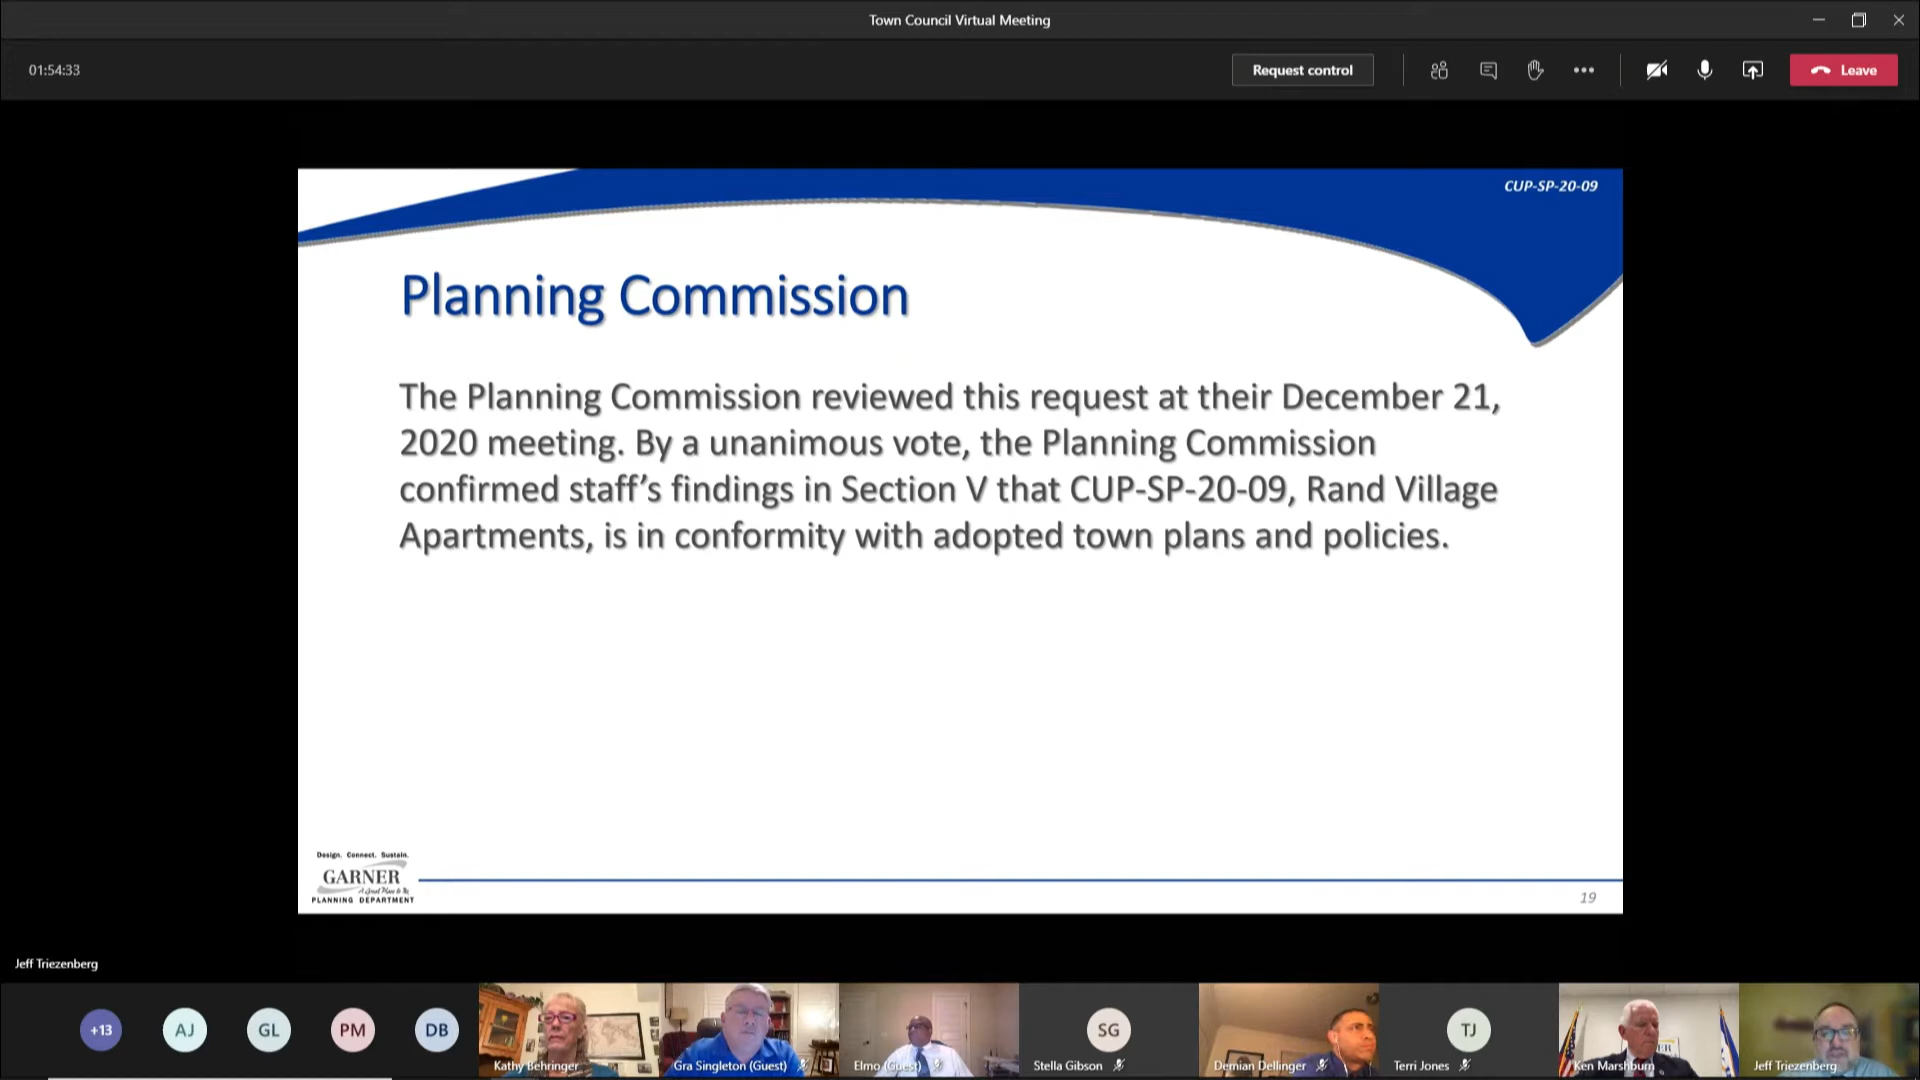 Town Council Virtual Meeting
01:54:33
Request control
Leave
CUP-SP-20-09
Planning Commission
The Planning Commission reviewed this request at their December 21,
2020 meeting. By a unanimous vote, the Planning Commission
confirmed staff's findings in Section V that CUP-SP-20-09, Rand Village
Apartments, is in conformity with adopted town plans and policies.
Design. Connect. Sustain.
GARNER
A Great Place to Be
PLANNING DEPARTMENT
19
Jeff Triezenberg
+13
AJ
GL
PM
DB
Kathy Behringer
Gra Singleton (Guest)
Elmo (Guest)
SG
Stella Gibson
Demian Dellinger
TJ
Terri Jones
Ken Marshburn
Jeff Triezenberg